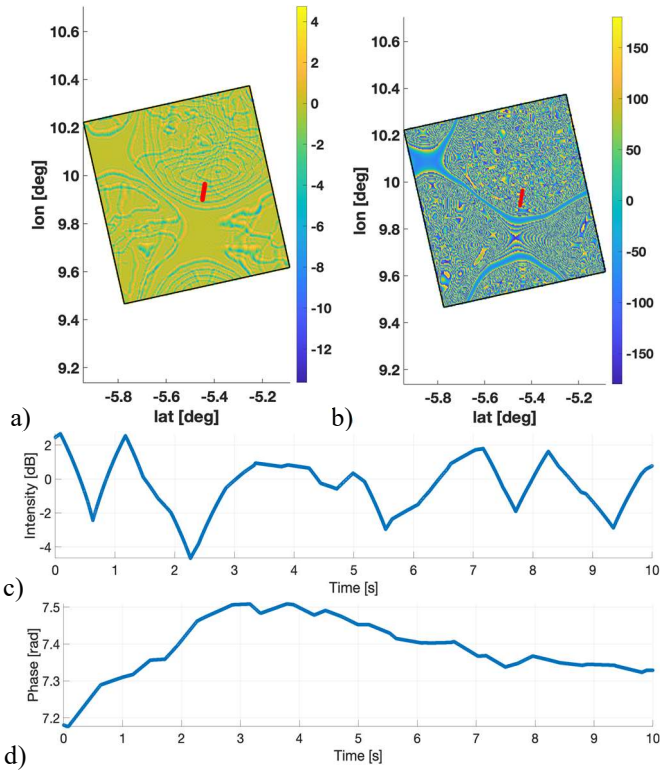 10.6
10.4
10.2
10
9.8
9.6
9.4
9.2
lon [deg]
-5.8 -5.6 -5.4 -5.2
lat [deg]
4
2
0
-2
-4
-6
-8
-10
-12
a)
10.6
10.4
10.2
10
9.8
9.6
9.4
9.2
lon [deg]
-5.8 -5.6 -5.4 -5.2
lat [deg]
150
100
50
0
-50
-100
-150
b)
Intensity [dB]
2
0
-2
-4
0 1 2 3 4 5 6 7 8 9 10
Time [s]
c)
Phase [rad]
7.5
7.4
7.3
7.2
0 1 2 3 4 5 6 7 8 9 10
Time [s]
d)